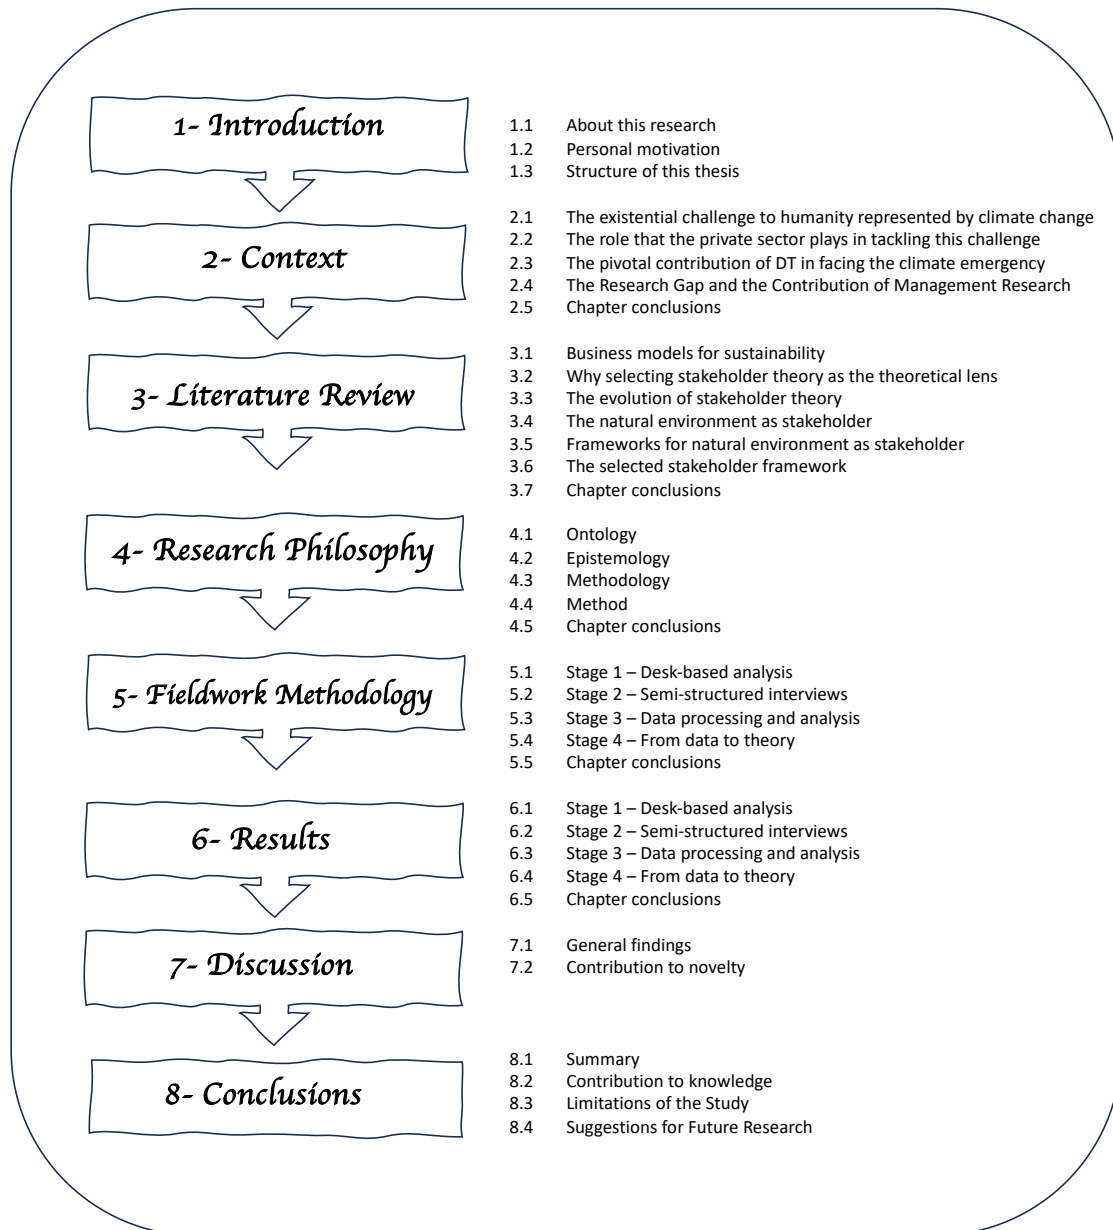 1- Introduction
1.1 About this research
1.2 Personal motivation
1.3 Structure of this thesis
2- Context
2.1 The existential challenge to humanity represented by climate change
2.2 The role that the private sector plays in tackling this challenge
2.3 The pivotal contribution of DT in facing the climate emergency
2.4 The Research Gap and the Contribution of Management Research
2.5 Chapter conclusions
3- Literature Review
3.1 Business models for sustainability
3.2 Why selecting stakeholder theory as the theoretical lens
3.3 The evolution of stakeholder theory
3.4 The natural environment as stakeholder
3.5 Frameworks for natural environment as stakeholder
3.6 The selected stakeholder framework
3.7 Chapter conclusions
4- Research Philosophy
4.1 Ontology
4.2 Epistemology
4.3 Methodology
4.4 Method
4.5 Chapter conclusions
5- Fieldwork Methodology
5.1 Stage 1 – Desk-based analysis
5.2 Stage 2 – Semi-structured interviews
5.3 Stage 3 – Data processing and analysis
5.4 Stage 4 – From data to theory
5.5 Chapter conclusions
6- Results
6.1 Stage 1 – Desk-based analysis
6.2 Stage 2 – Semi-structured interviews
6.3 Stage 3 – Data processing and analysis
6.4 Stage 4 – From data to theory
6.5 Chapter conclusions
7- Discussion
7.1 General findings
7.2 Contribution to novelty
8- Conclusions
8.1 Summary
8.2 Contribution to knowledge
8.3 Limitations of the Study
8.4 Suggestions for Future Research